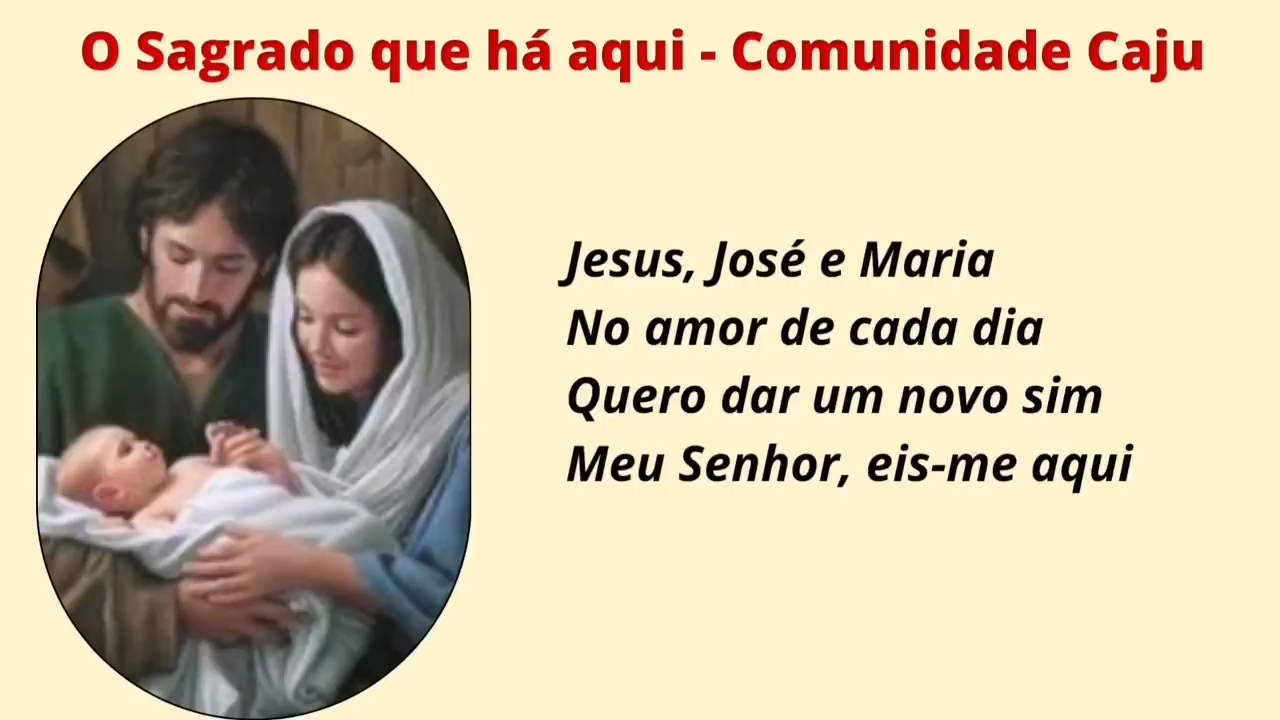 O Sagrado que há aqui - Comunidade Caju
Jesus, José e Maria
No amor de cada dia
Quero dar um novo sim
Meu Senhor, eis-me aqui